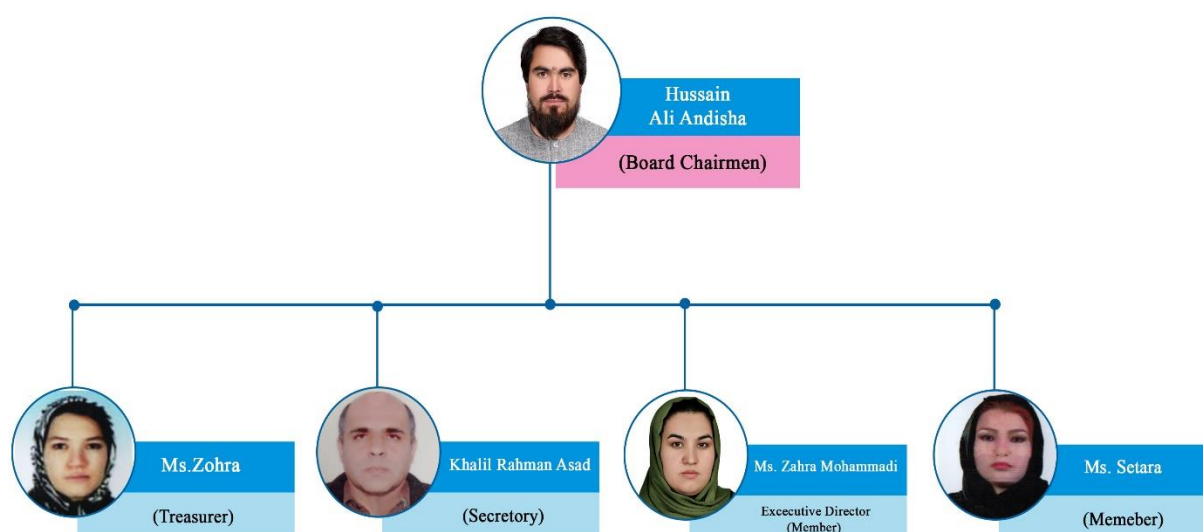 Hussain
Ali Andisha
(Board Chairmen)
Ms.Zohra
(Treasurer)
Khalil Rahman Asad
(Secretory)
Ms. Zahra Mohammadi
Excecutive Director
(Member)
Ms. Setara
(Memeber)